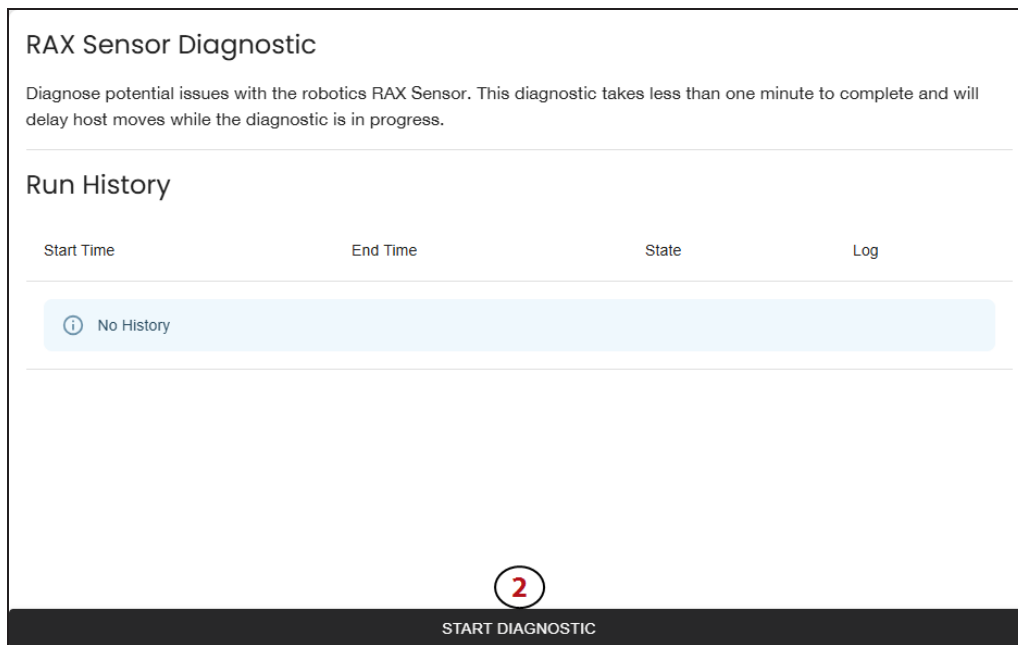 RAX Sensor Diagnostic
Diagnose potential issues with the robotics RAX Sensor. This diagnostic takes less than one minute to complete and will
delay host moves while the diagnostic is in progress.
Run History
Start Time End Time State Log
No History
2
START DIAGNOSTIC